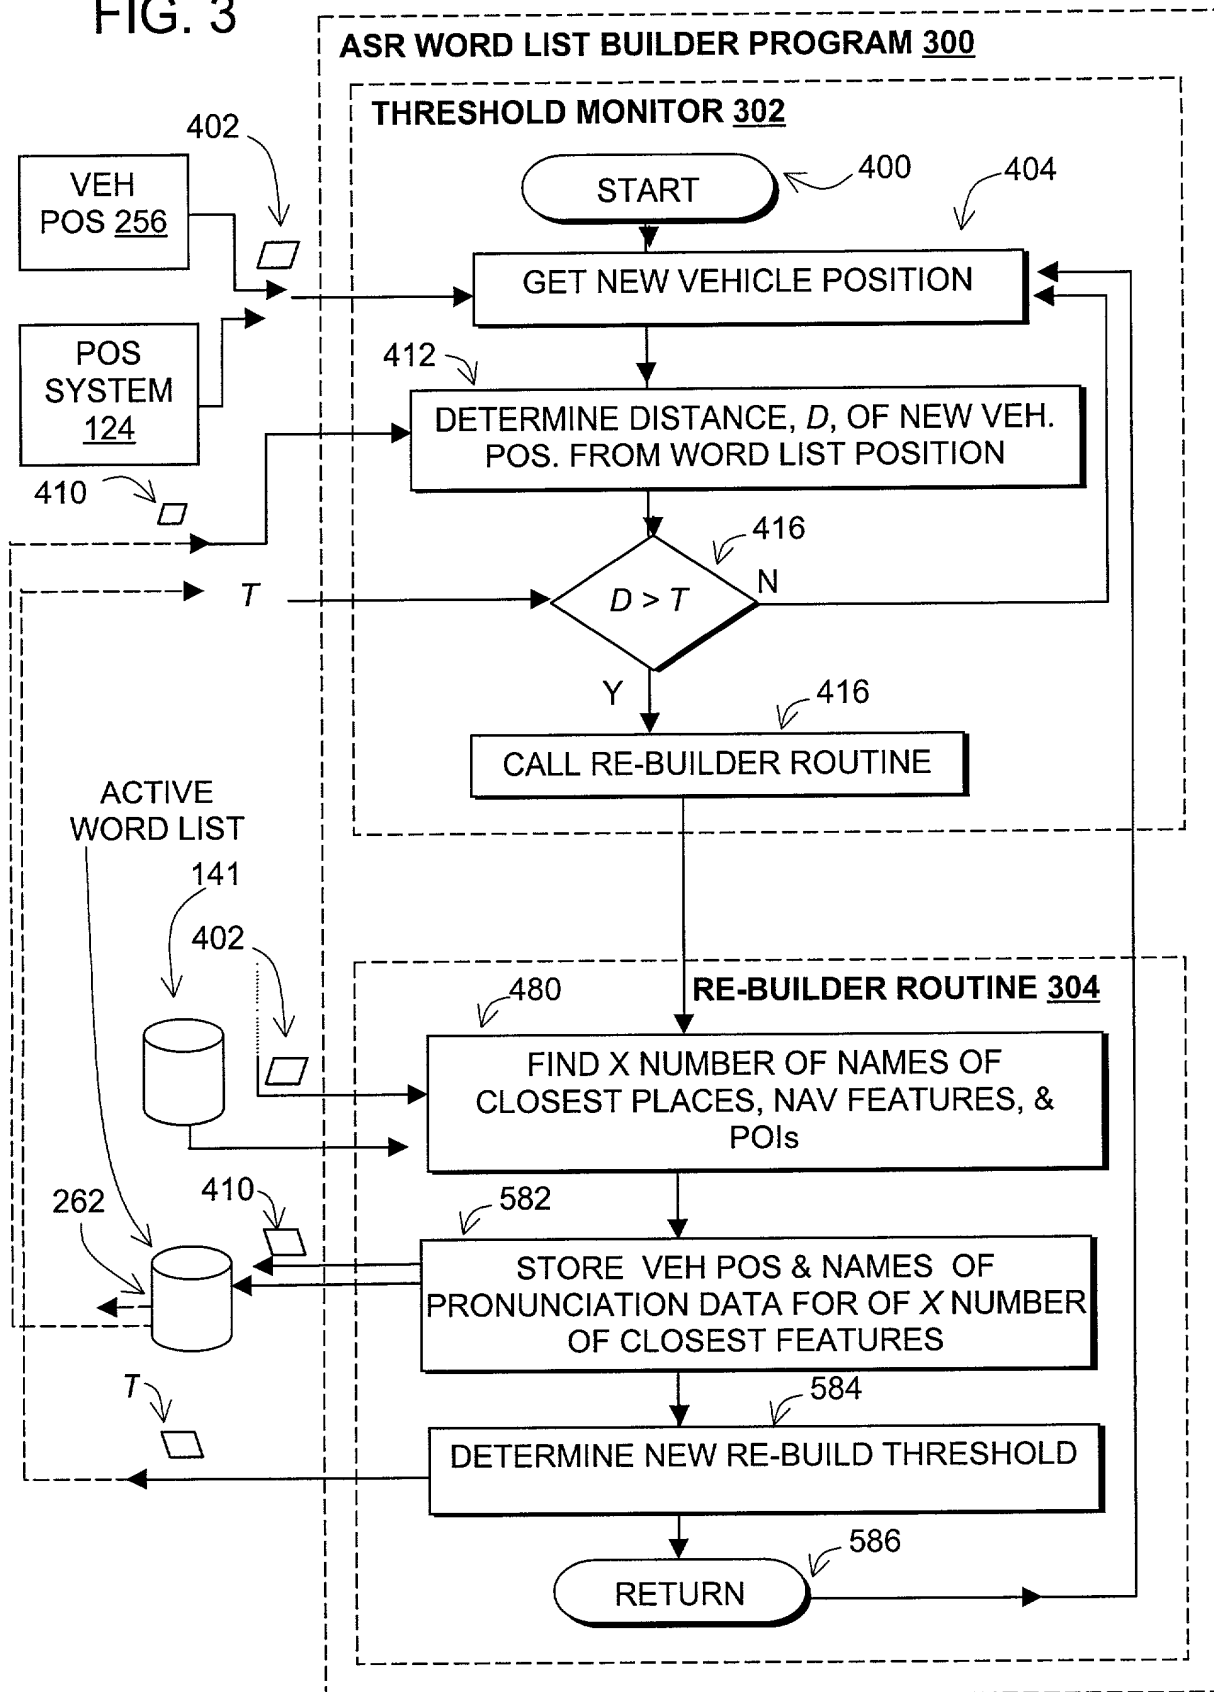 FIG. 3
ASR WORD LIST BUILDER PROGRAM 300
THRESHOLD MONITOR 302
402
VEH
POS 256
START
400
404
GET NEW VEHICLE POSITION
POS
SYSTEM
124
412
DETERMINE DISTANCE, D, OF NEW VEH.
POS. FROM WORD LIST POSITION
410
416
T
D > T
N
Y
416
CALL RE-BUILDER ROUTINE
ACTIVE
WORD LIST
141
402
RE-BUILDER ROUTINE 304
480
FIND X NUMBER OF NAMES OF
CLOSEST PLACES, NAV FEATURES, &
POIs
262
410
582
STORE VEH POS & NAMES OF
PRONUNCIATION DATA FOR OF X NUMBER
OF CLOSEST FEATURES
T
584
DETERMINE NEW RE-BUILD THRESHOLD
586
RETURN